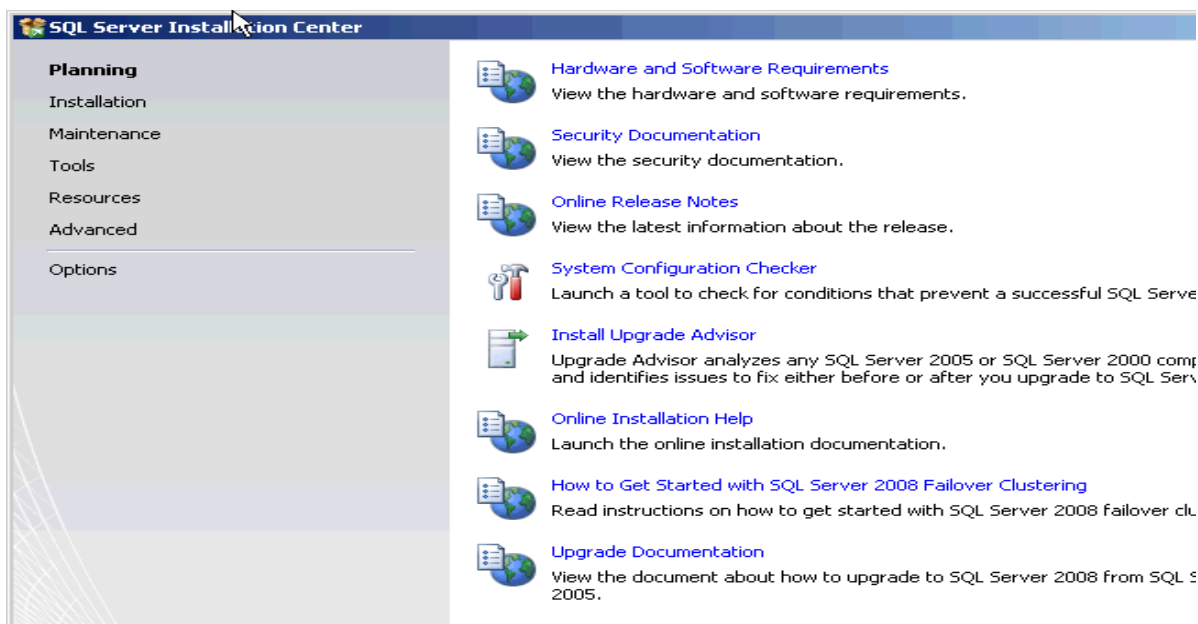 SQL Server Installation Center
Planning
Installation
Maintenance
Tools
Resources
Advanced
Options
Hardware and Software Requirements
View the hardware and software requirements.
Security Documentation
View the security documentation.
Online Release Notes
View the latest information about the release.
System Configuration Checker
Launch a tool to check for conditions that prevent a successful SQL Serve
Install Upgrade Advisor
Upgrade Advisor analyzes any SQL Server 2005 or SQL Server 2000 comp
and identifies issues to fix either before or after you upgrade to SQL Serv
Online Installation Help
Launch the online installation documentation.
How to Get Started with SQL Server 2008 Failover Clustering
Read instructions on how to get started with SQL Server 2008 failover clu
Upgrade Documentation
View the document about how to upgrade to SQL Server 2008 from SQL S
2005.